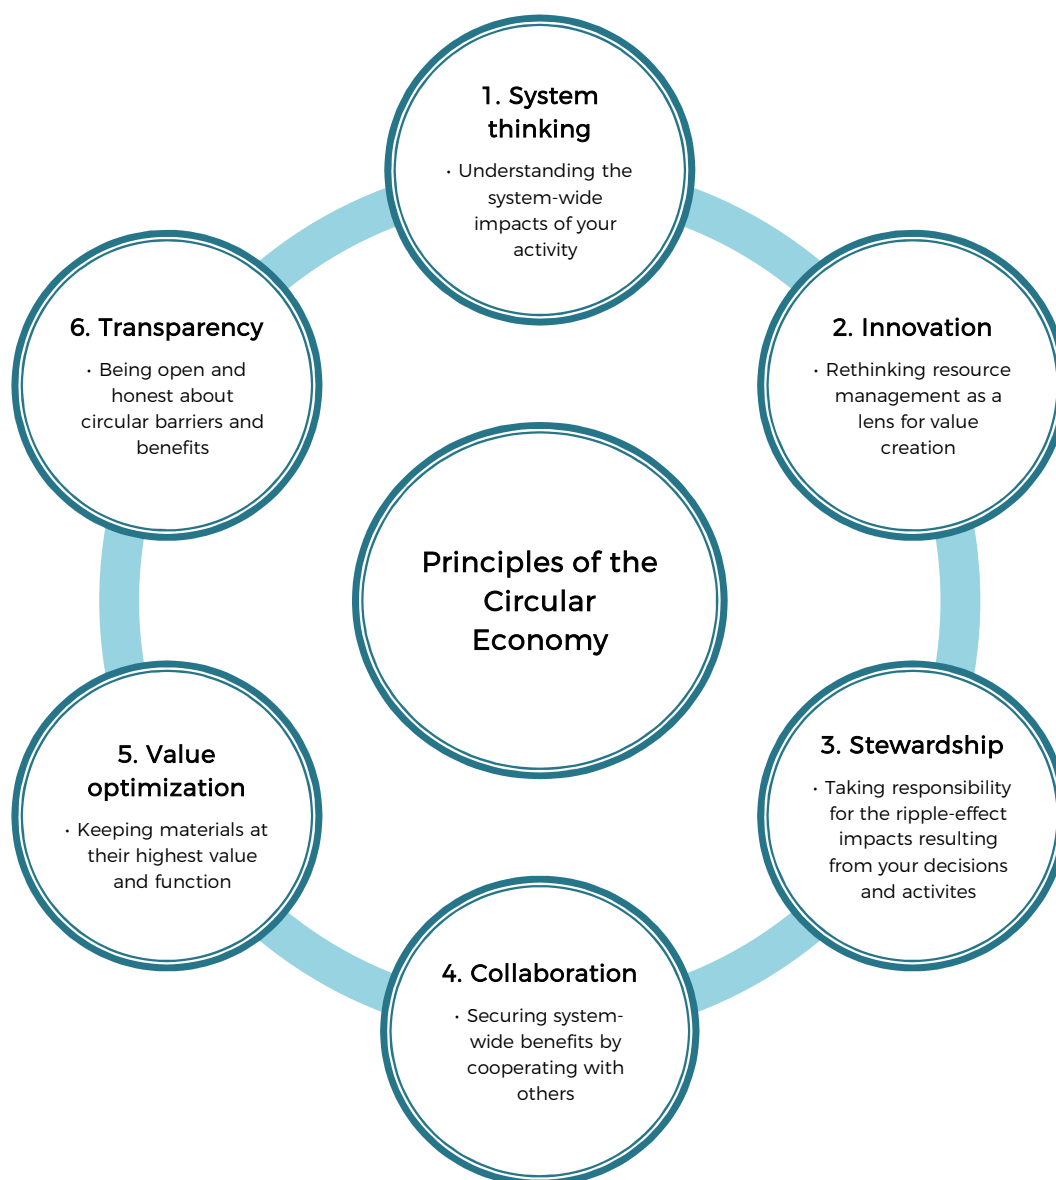 1. System
thinking
· Understanding the
system-wide
impacts of your
activity
2. Innovation
· Rethinking resource
management as a
lens for value
creation
3. Stewardship
· Taking responsibility
for the ripple-effect
impacts resulting
from your decisions
and activites
4. Collaboration
· Securing system-
wide benefits by
cooperating with
others
5. Value
optimization
· Keeping materials at
their highest value
and function
6. Transparency
· Being open and
honest about
circular barriers and
benefits
Principles of the
Circular
Economy